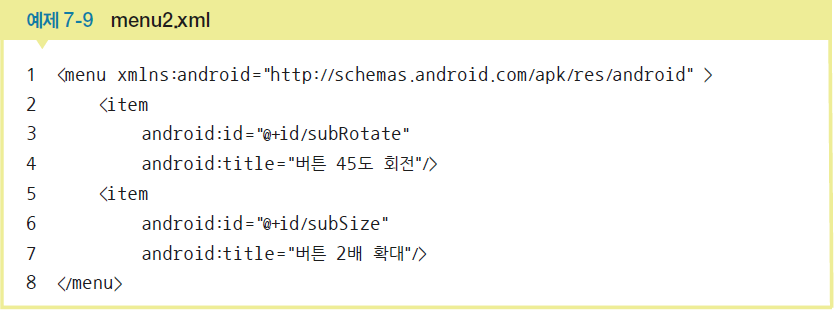 예제 7-9 menu2.xml
1 <menu xmlns:android="http://schemas.android.com/apk/res/android" >
2 <item
3 android:id="@+id/subRotate"
4 android:title="버튼 45도 회전"/>
5 <item
6 android:id="@+id/subSize"
7 android:title="버튼 2배 확대"/>
8 </menu>